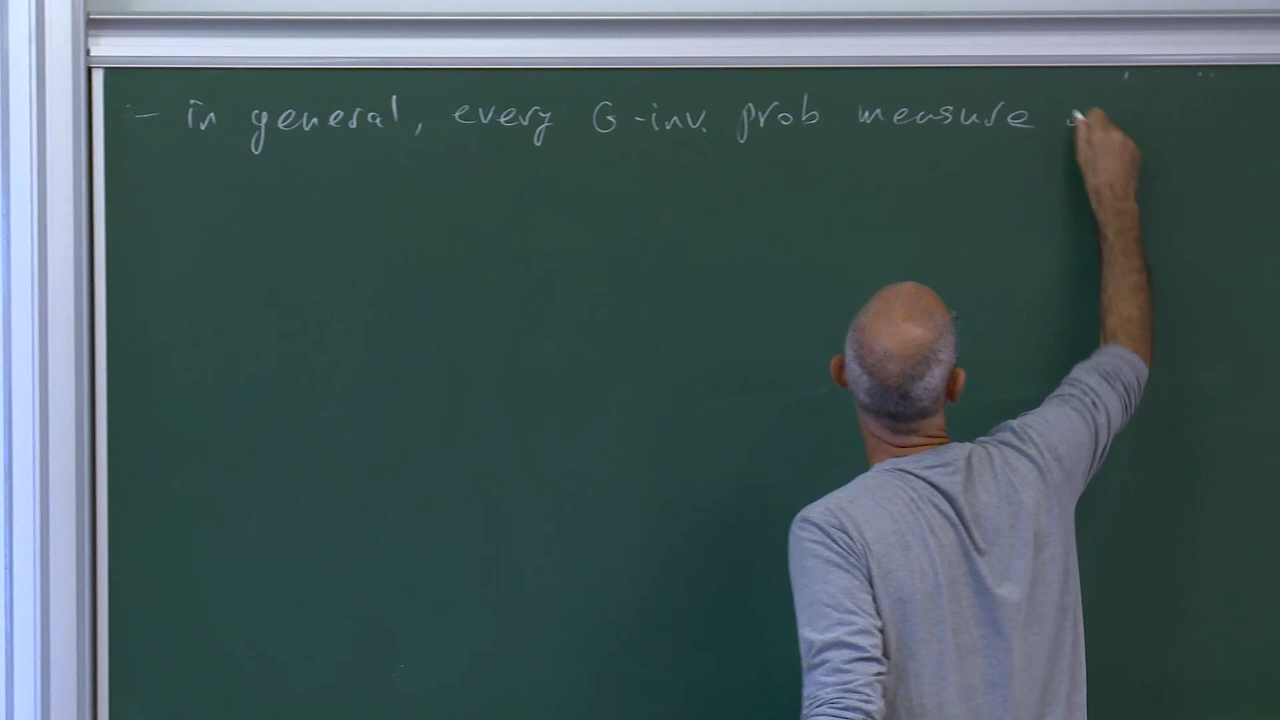 - in general, every G-inv. prob measure